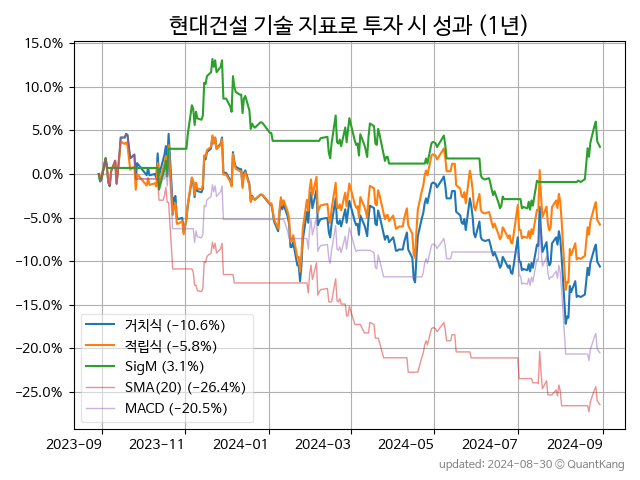 현대건설 기술 지표로 투자 시 성과 (1년)
15.0%
10.0%
5.0%
0.0%
−5.0%
−10.0%
−15.0%
−20.0%
−25.0%
거치식 (−10.6%)
적립식 (−5.8%)
SigM (3.1%)
SMA(20) (−26.4%)
MACD (−20.5%)
2023-09 2023-11 2024-01 2024-03 2024-05 2024-07 2024-09
updated: 2024-08-30 © QuantKang